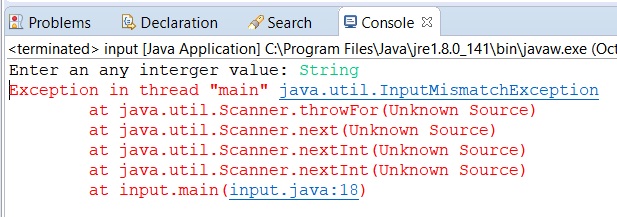 Problems Declaration Search Console
<terminated> input [Java Application] C:\Program Files\Java\jre1.8.0_141\bin\javaw.exe (Oct
Enter an any interger value: String
Exception in thread "main" java.util.InputMismatchException
at java.util.Scanner.throwFor(Unknown Source)
at java.util.Scanner.next(Unknown Source)
at java.util.Scanner.nextInt(Unknown Source)
at java.util.Scanner.nextInt(Unknown Source)
at input.main(input.java:18)